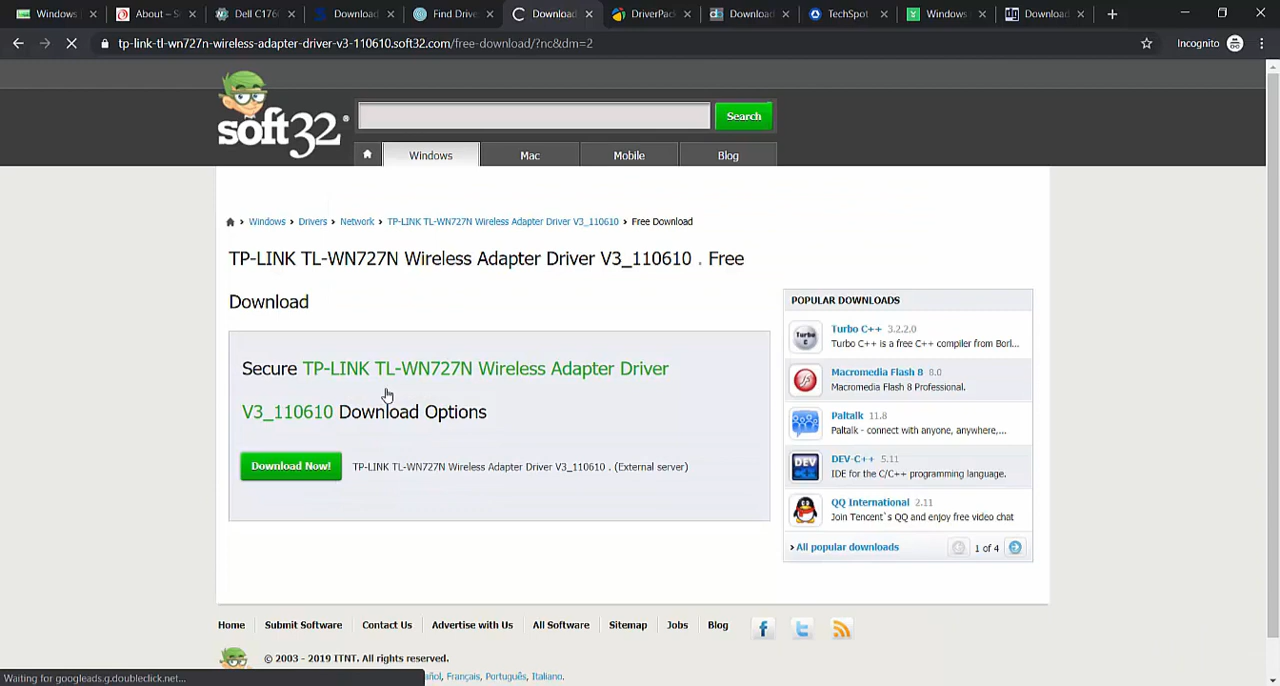 Windows
About – S
Dell C176
Download
Find Drive
Download
DriverPac
Download
TechSpot
Windows
Download
tp-link-tl-wn727n-wireless-adapter-driver-v3-110610.soft32.com/free-download/?nc&dm=2
Incognito
soft32
Search
Windows
Mac
Mobile
Blog
Windows › Drivers › Network › TP-LINK TL-WN727N Wireless Adapter Driver V3_110610 › Free Download
TP-LINK TL-WN727N Wireless Adapter Driver V3_110610 . Free
Download
Secure TP-LINK TL-WN727N Wireless Adapter Driver
V3_110610 Download Options
Download Now!
TP-LINK TL-WN727N Wireless Adapter Driver V3_110610 . (External server)
POPULAR DOWNLOADS
Turbo C++ 3.2.2.0
Turbo C++ is a free C++ compiler from Borl...
Macromedia Flash 8 8.0
Macromedia Flash 8 Professional.
Paltalk 11.8
Paltalk - connect with anyone, anywhere,...
DEV-C++ 5.11
IDE for the C/C++ programming language.
QQ International 2.11
Join Tencent`s QQ and enjoy free video chat
› All popular downloads
1 of 4
Home
Submit Software
Contact Us
Advertise with Us
All Software
Sitemap
Jobs
Blog
© 2003 - 2019 ITNT. All rights reserved.
Waiting for googleads.g.doubleclick.net...
añol, Français, Português, Italiano.